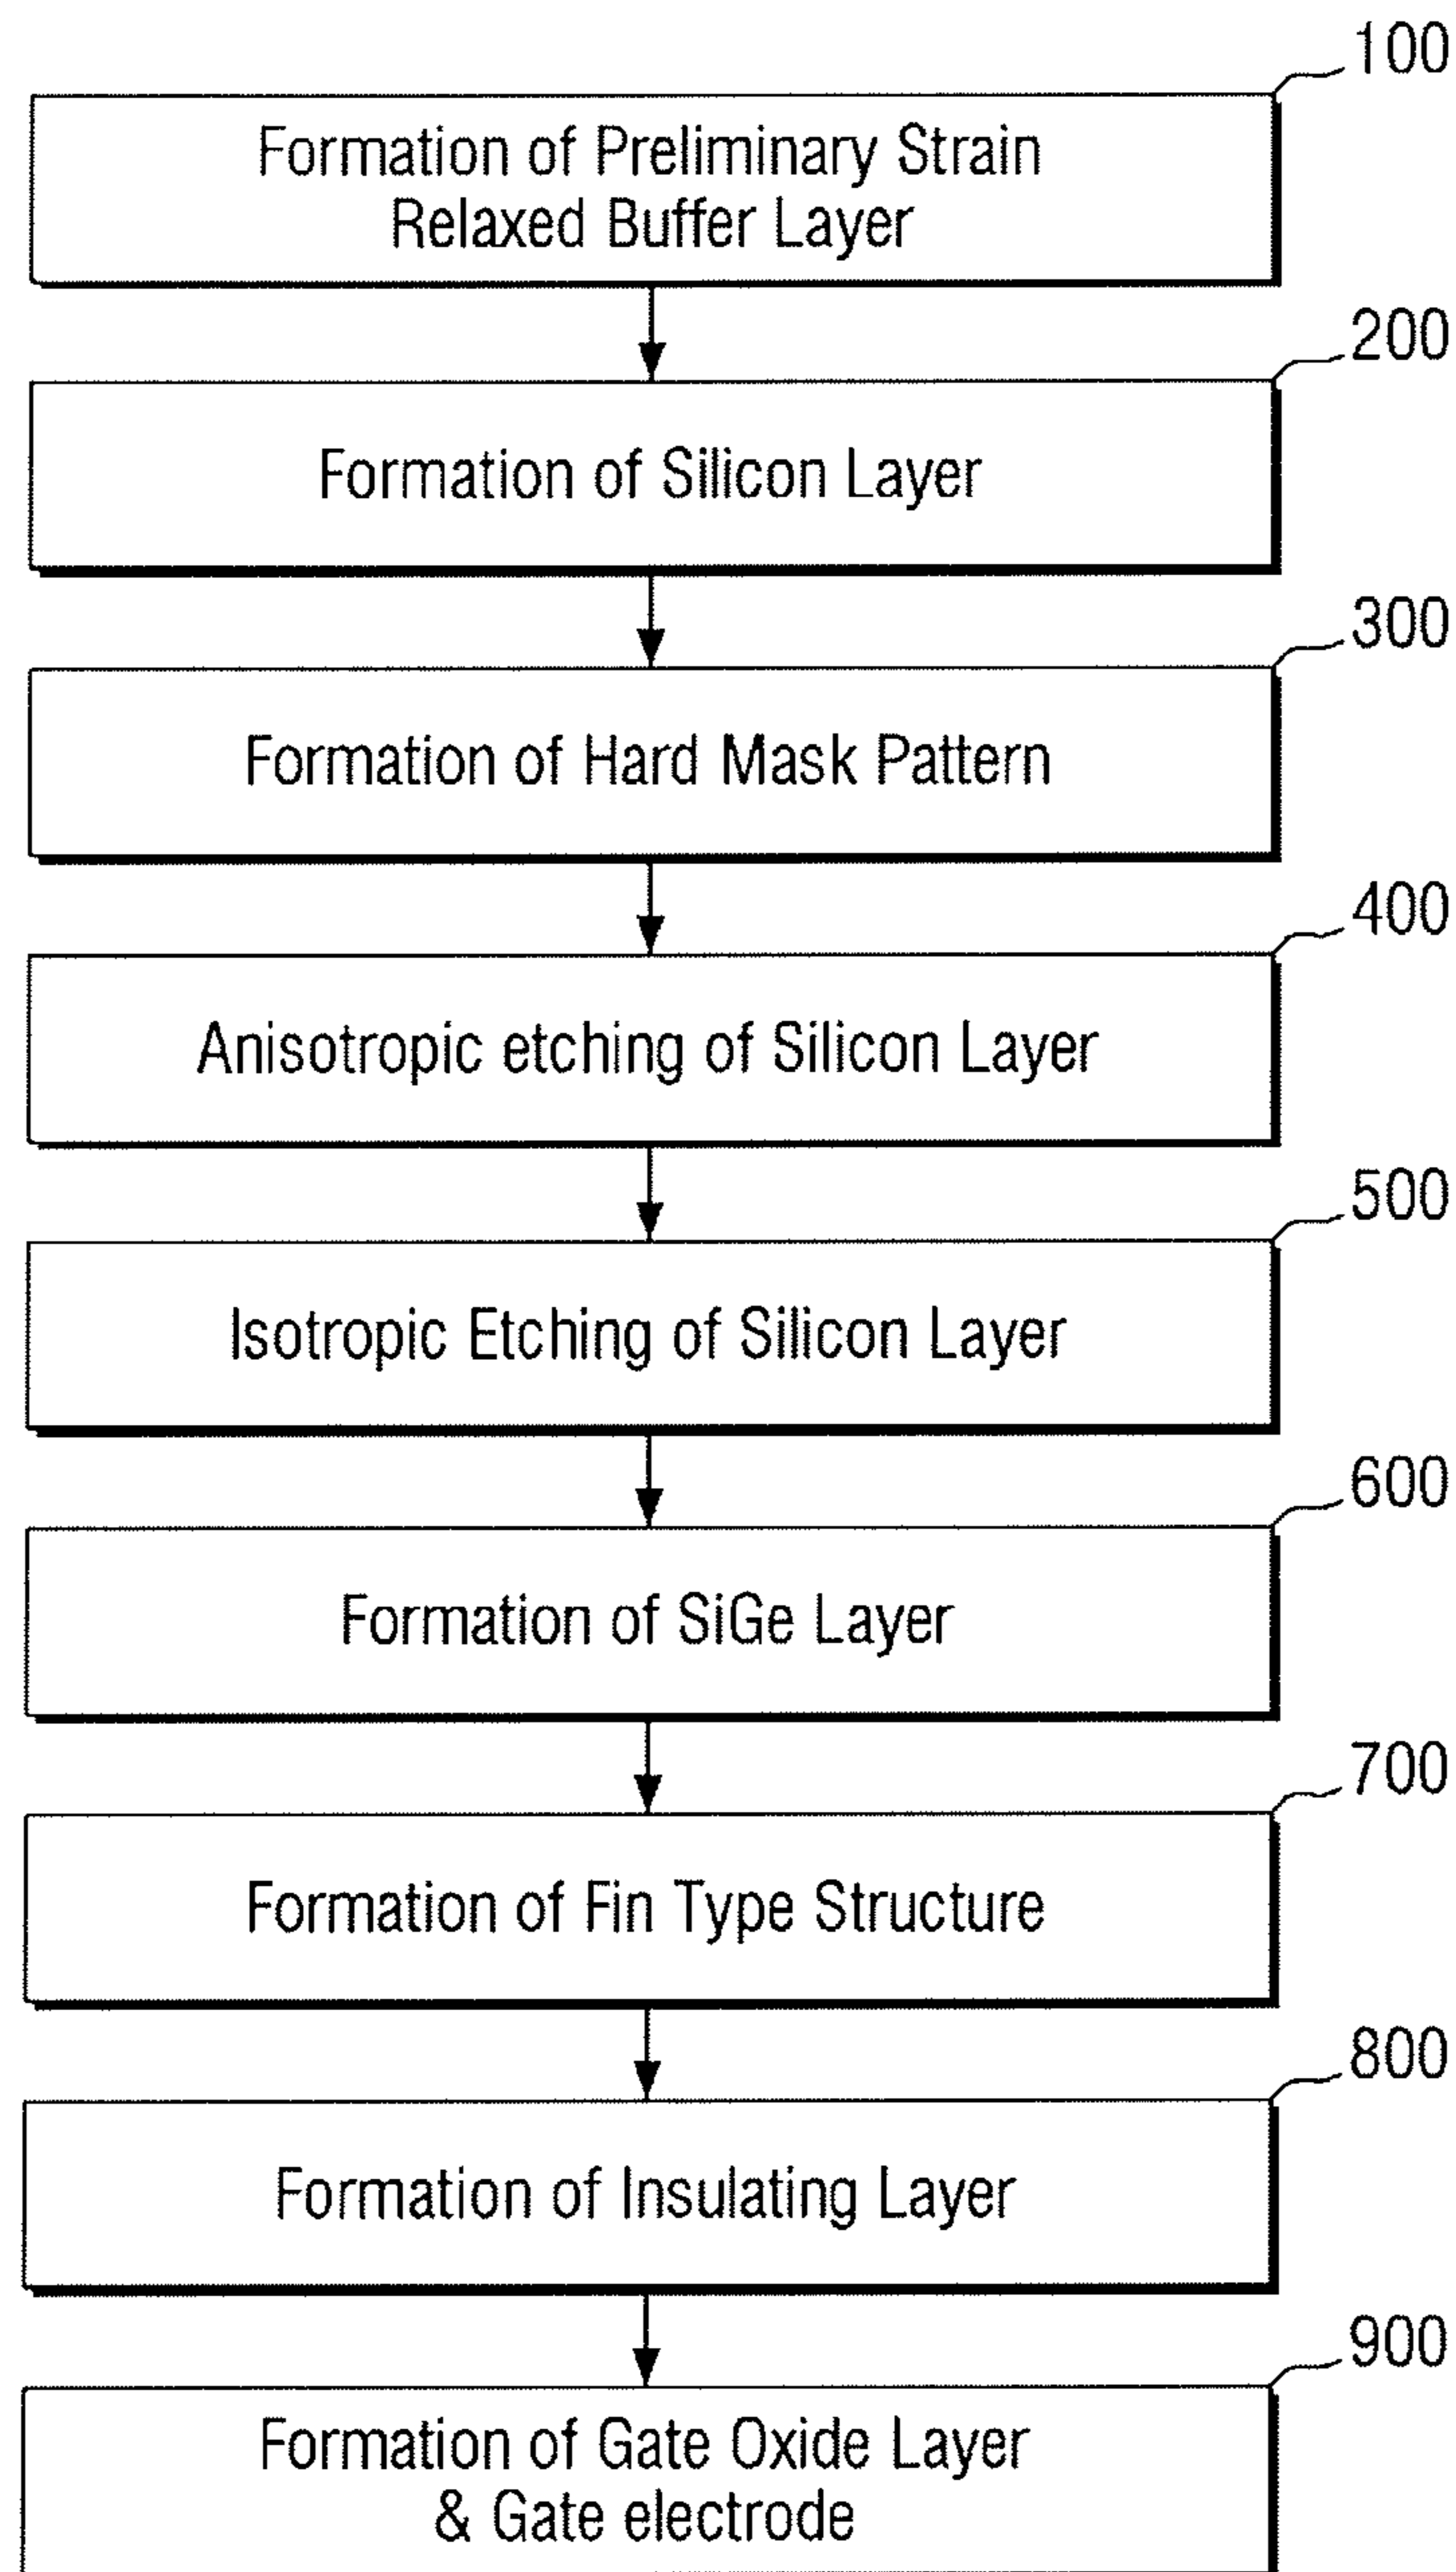 100
Formation of Preliminary Strain
Relaxed Buffer Layer
200
Formation of Silicon Layer
300
Formation of Hard Mask Pattern
400
Anisotropic etching of Silicon Layer
500
Isotropic Etching of Silicon Layer
600
Formation of SiGe Layer
700
Formation of Fin Type Structure
800
Formation of Insulating Layer
900
Formation of Gate Oxide Layer
& Gate electrode